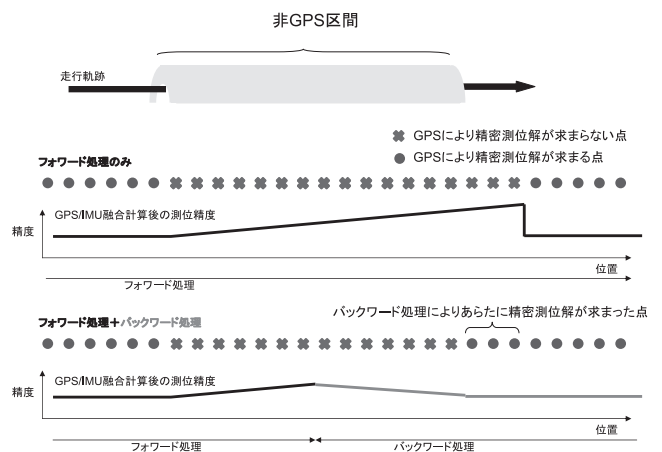 非GPS区間
走行軌跡
GPSにより精密測位解が求まらない点
GPSにより精密測位解が求まる点
フォワード処理のみ
GPS/IMU融合計算後の測位精度
精度
位置
フォワード処理
バックワード処理によりあらたに精密測位解が求まった点
フォワード処理+バックワード処理
GPS/IMU融合計算後の測位精度
精度
位置
フォワード処理
バックワード処理